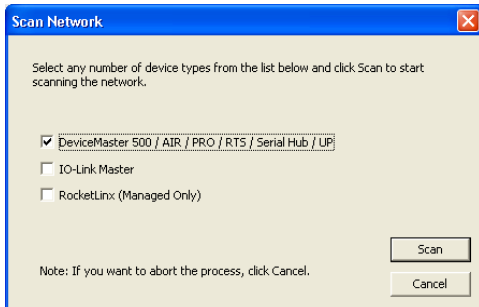 Scan Network
Select any number of device types from the list below and click Scan to start
scanning the network.
DeviceMaster 500 / AIR / PRO / RTS / Serial Hub / UP
IO-Link Master
RocketLinx (Managed Only)
Scan
Note: If you want to abort the process, click Cancel.
Cancel